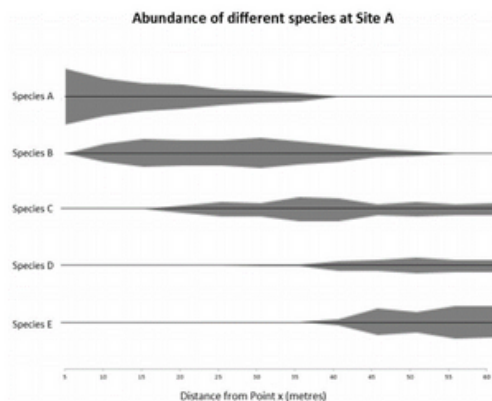 Abundance of different species at Site A
Species A
Species B
Species C
Species D
Species E
5 10 15 20 25 30 35 40 45 50 55 60
Distance from Point x (metres)